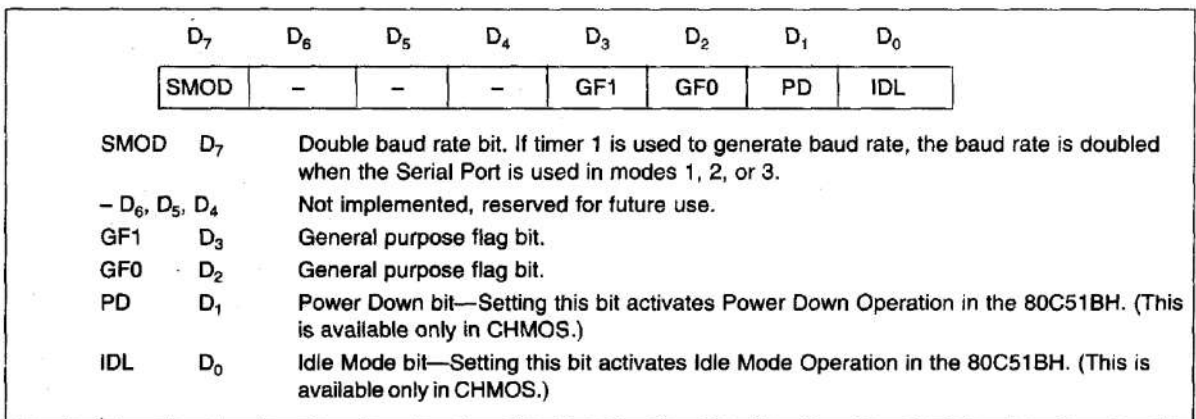 D₇ D₆ D₅ D₄ D₃ D₂ D₁ D₀
SMOD – – – GF1 GF0 PD IDL
SMOD D₇ Double baud rate bit. If timer 1 is used to generate baud rate, the baud rate is doubled
when the Serial Port is used in modes 1, 2, or 3.
– D₆, D₅, D₄ Not implemented, reserved for future use.
GF1 D₃ General purpose flag bit.
GF0 D₂ General purpose flag bit.
PD D₁ Power Down bit—Setting this bit activates Power Down Operation in the 80C51BH. (This
is available only in CHMOS.)
IDL D₀ Idle Mode bit—Setting this bit activates Idle Mode Operation in the 80C51BH. (This is
available only in CHMOS.)